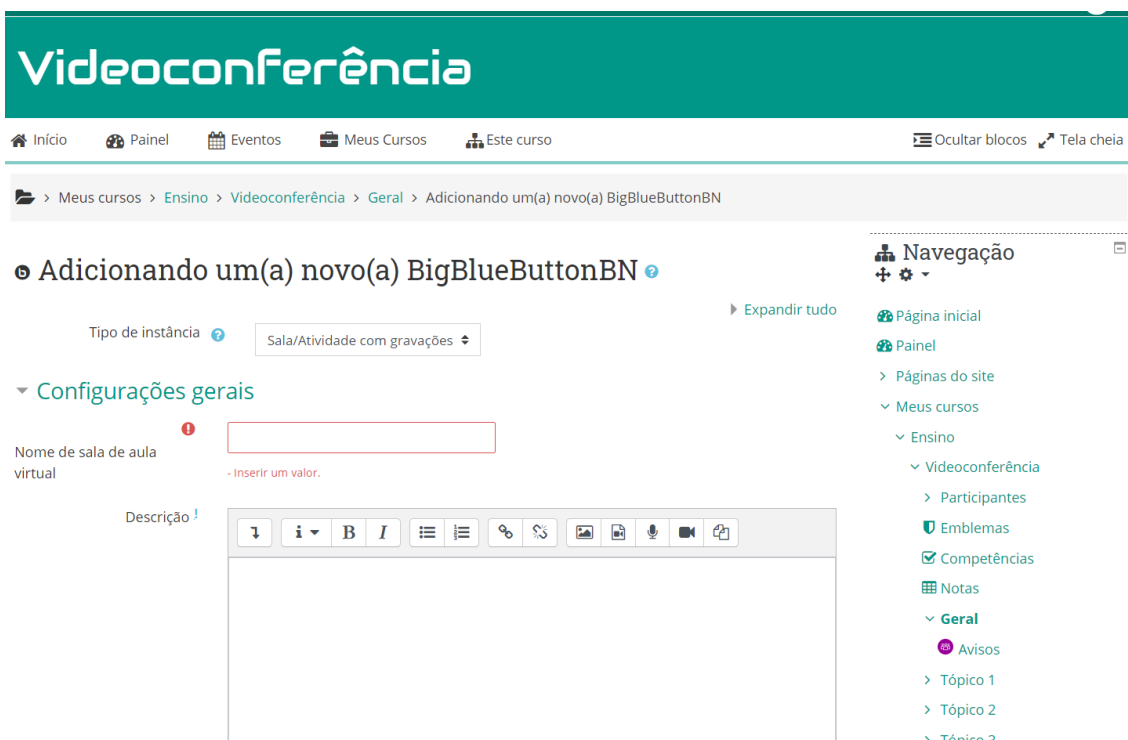 Videoconferência
Início Painel Eventos Meus Cursos Este curso Ocultar blocos Tela cheia
> Meus cursos > Ensino > Videoconferência > Geral > Adicionando um(a) novo(a) BigBlueButtonBN
Adicionando um(a) novo(a) BigBlueButtonBN
Expandir tudo
Tipo de instância Sala/Atividade com gravações
Configurações gerais
Nome de sala de aula
virtual
- Inserir um valor.
Descrição !
i B I
Navegação
Página inicial
Painel
> Páginas do site
Meus cursos
Ensino
Videoconferência
> Participantes
Emblemas
Competências
Notas
Geral
Avisos
> Tópico 1
> Tópico 2
> Tópico 3